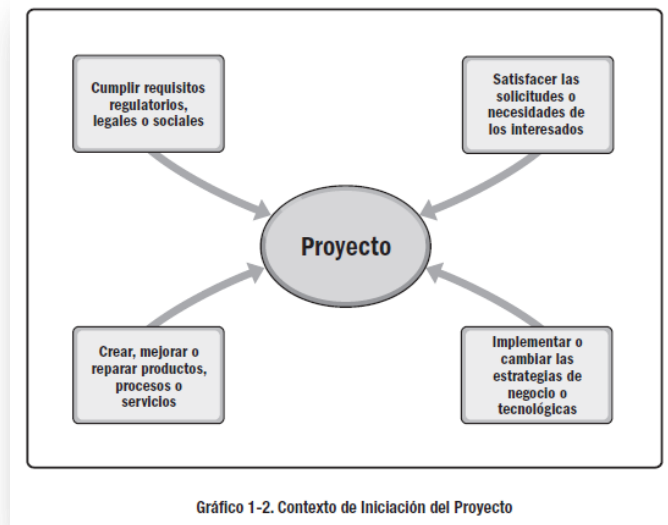 Cumplir requisitos
regulatorios,
legales o sociales
Satisfacer las
solicitudes o
necesidades de
los interesados
Proyecto
Crear, mejorar o
reparar productos,
procesos o
servicios
Implementar o
cambiar las
estrategias de
negocio o
tecnológicas
Gráfico 1-2. Contexto de Iniciación del Proyecto